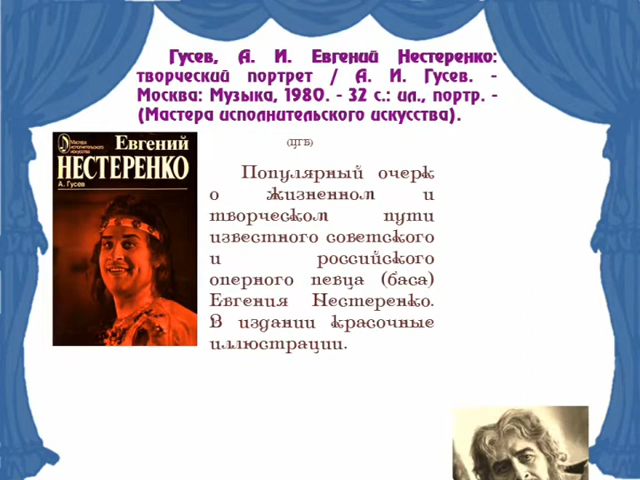 Гусев, А. И. Евгений Нестеренко:
творческий портрет / А. И. Гусев. -
Москва: Музыка, 1980. - 32 с.: ил., портр. -
(Мастера исполнительского искусства).
(ЦГБ)
Мастера
исполнительского
искусства
Евгений
НЕСТЕРЕНКО
А. Гусев
Популярный очерк
о жизненном и
творческом пути
известного советского
и российского
оперного певца (баса)
Евгения Нестеренко.
В издании красочные
иллюстрации.